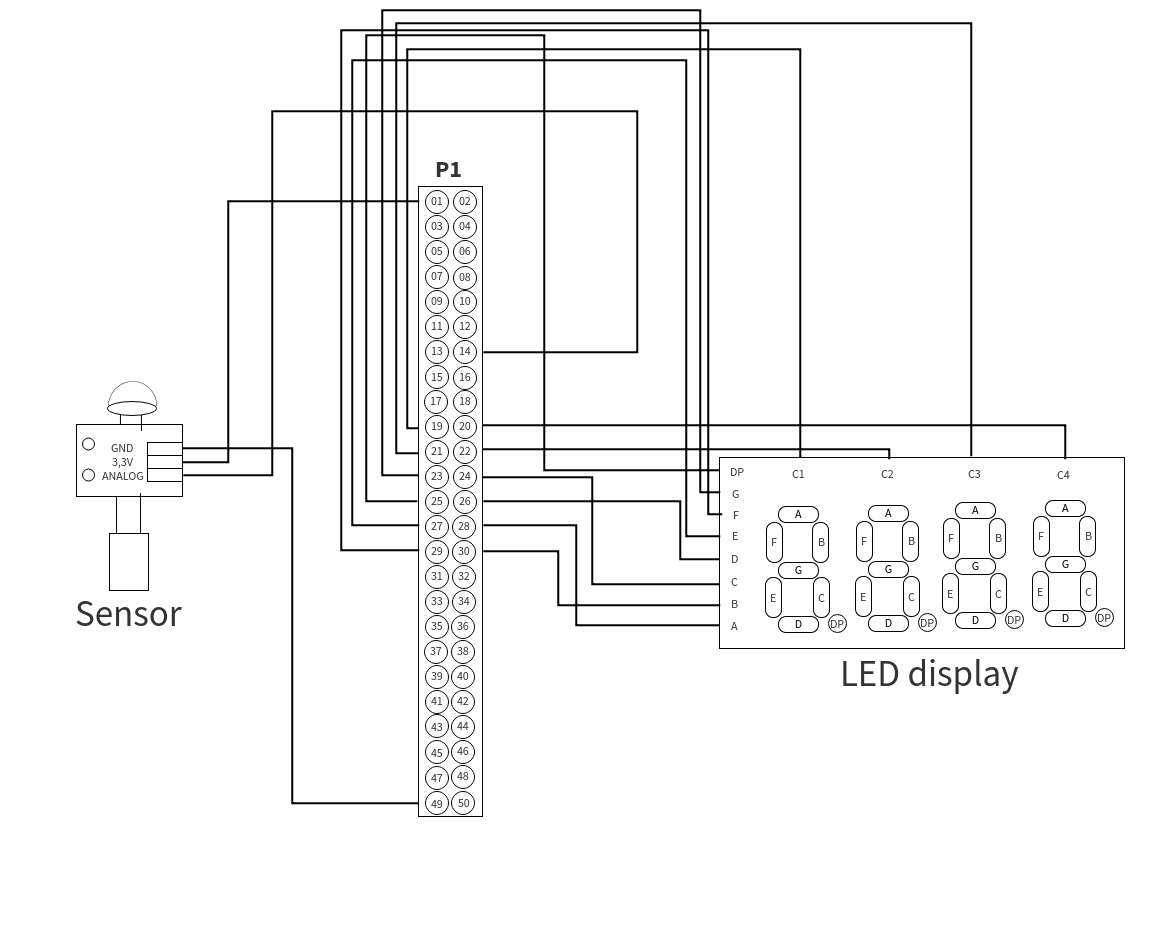 P1
01 02
03 04
05 06
07 08
09 10
11 12
13 14
15 16
17 18
19 20
21 22
23 24
25 26
27 28
29 30
31 32
33 34
35 36
37 38
39 40
41 42
43 44
45 46
47 48
49 50
GND
3,3V
ANALOG
Sensor
DP
G
F
E
D
C
B
A
C1 C2 C3 C4
A
F B
G
E C
D DP
A
F B
G
E C
D DP
A
F B
G
E C
D DP
A
F B
G
E C
D DP
LED display